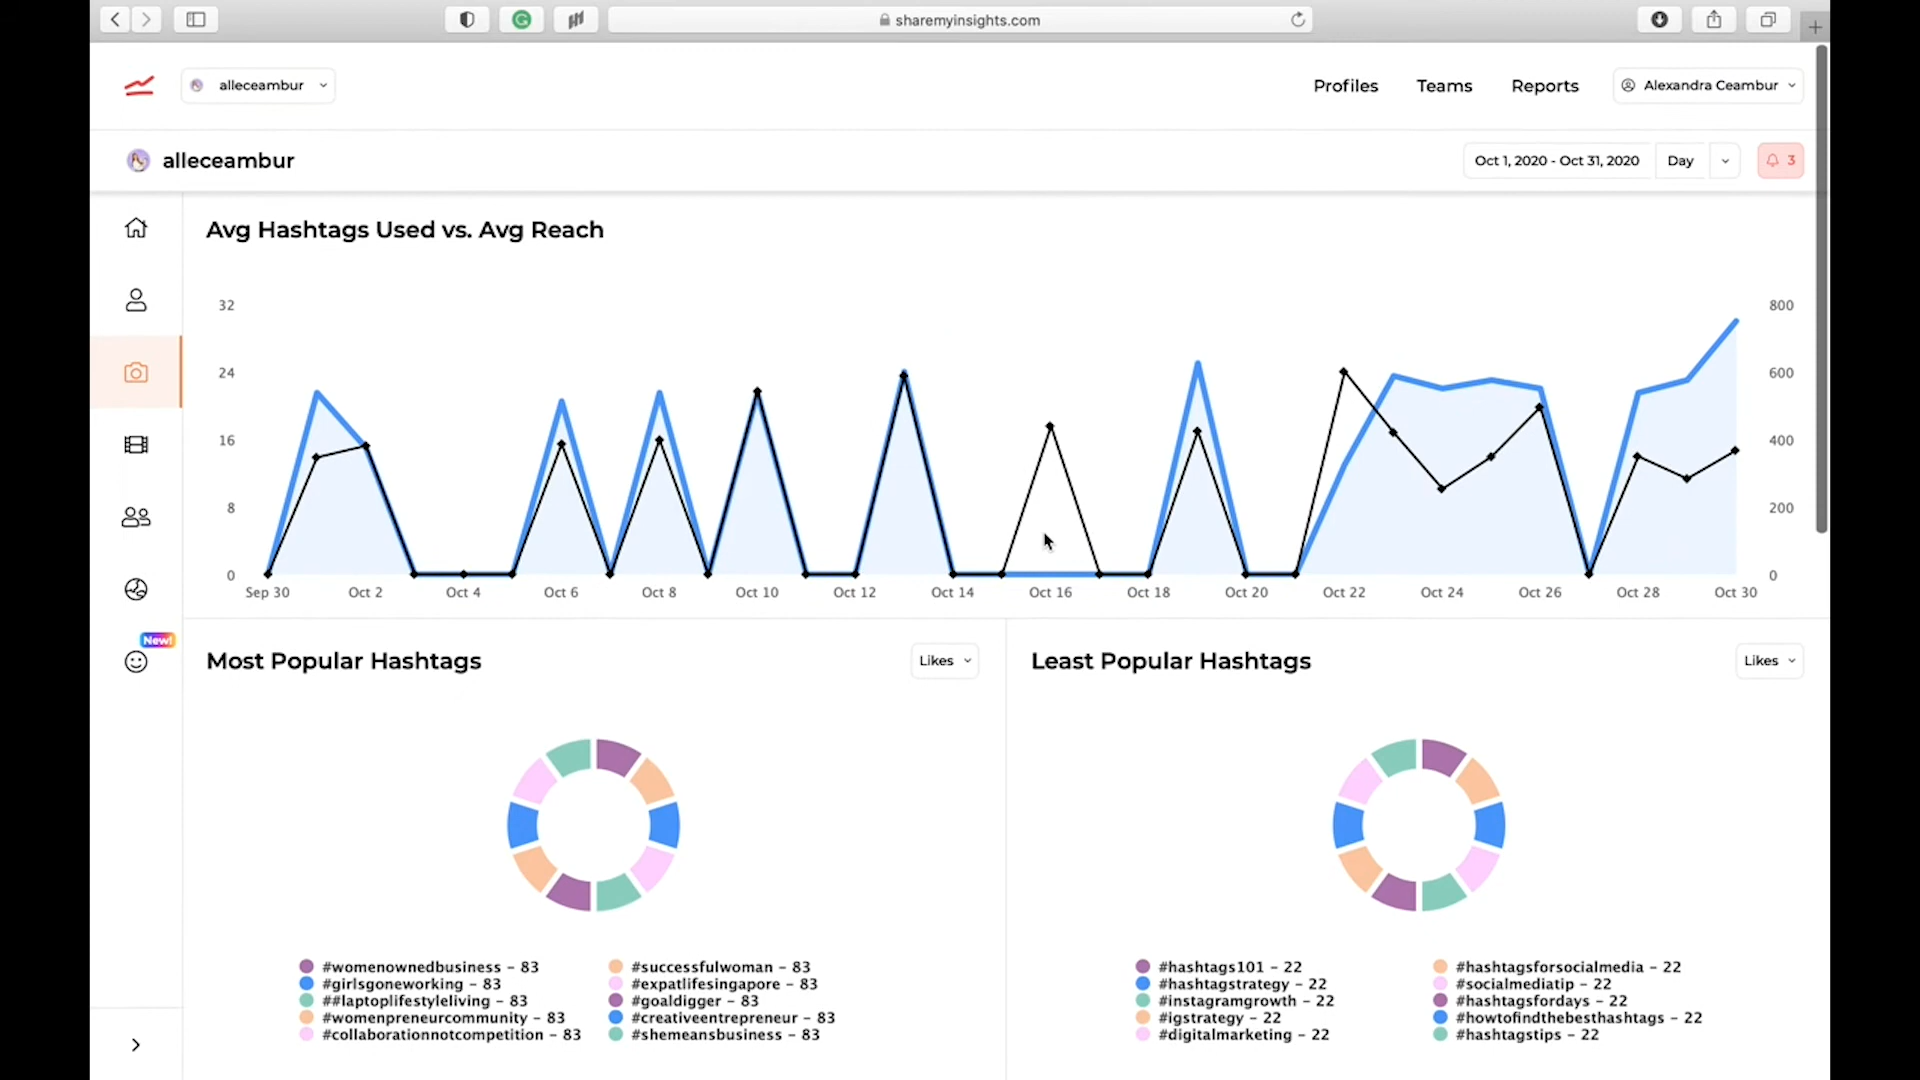 sharemyinsights.com
alleceambur
Profiles
Teams
Reports
Alexandra Ceambur
alleceambur
Oct 1, 2020 - Oct 31, 2020
Day
3
Avg Hashtags Used vs. Avg Reach
32
800
24
600
16
400
8
200
0
0
Sep 30
Oct 2
Oct 4
Oct 6
Oct 8
Oct 10
Oct 12
Oct 14
Oct 16
Oct 18
Oct 20
Oct 22
Oct 24
Oct 26
Oct 28
Oct 30
New!
Most Popular Hashtags
Likes
#womenownedbusiness - 83
#successfulwoman - 83
#girlsgoneworking - 83
#expatlifesingapore - 83
##laptoplifestyleliving - 83
#goaldigger - 83
#womenpreneurcommunity - 83
#creativeentrepreneur - 83
#collaborationnotcompetition - 83
#shemeansbusiness - 83
Least Popular Hashtags
Likes
#hashtags101 - 22
#hashtagsforsocialmedia - 22
#hashtagstrategy - 22
#socialmediatip - 22
#instagramgrowth - 22
#hashtagsfordays - 22
#igstrategy - 22
#howtofindthebesthashtags - 22
#digitalmarketing - 22
#hashtagstips - 22